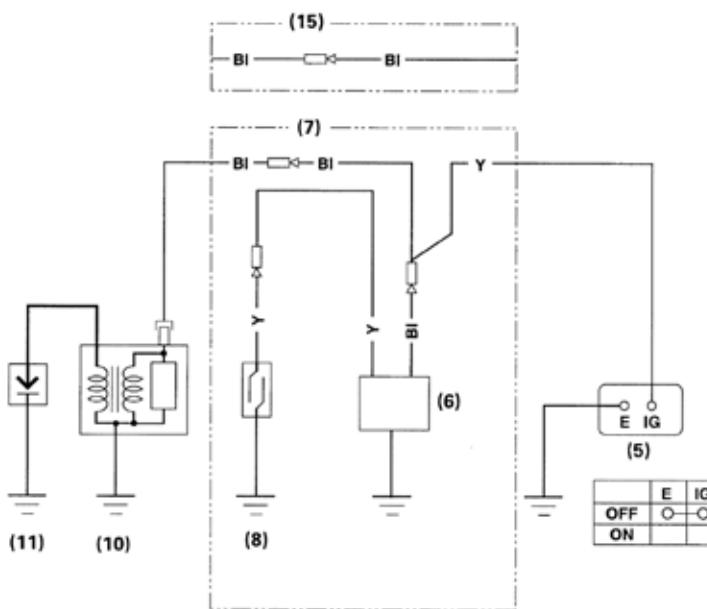 (15)
Bl Bl
(7)
Bl Bl
Y
Y
Y
Bl
(6)
E IG
(5)
(11)
(10)
(8)
E IG
OFF
ON